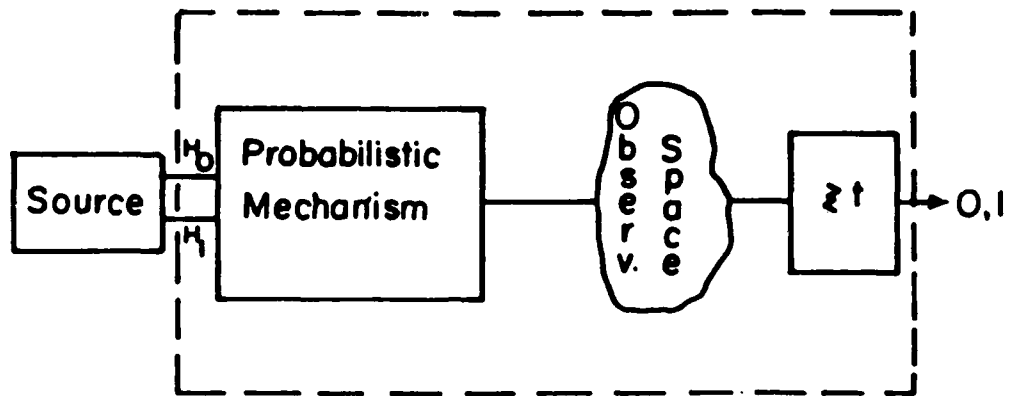 Source
H₀
H₁
Probabilistic
Mechanism
Observ.
Space
≷ t
0,1